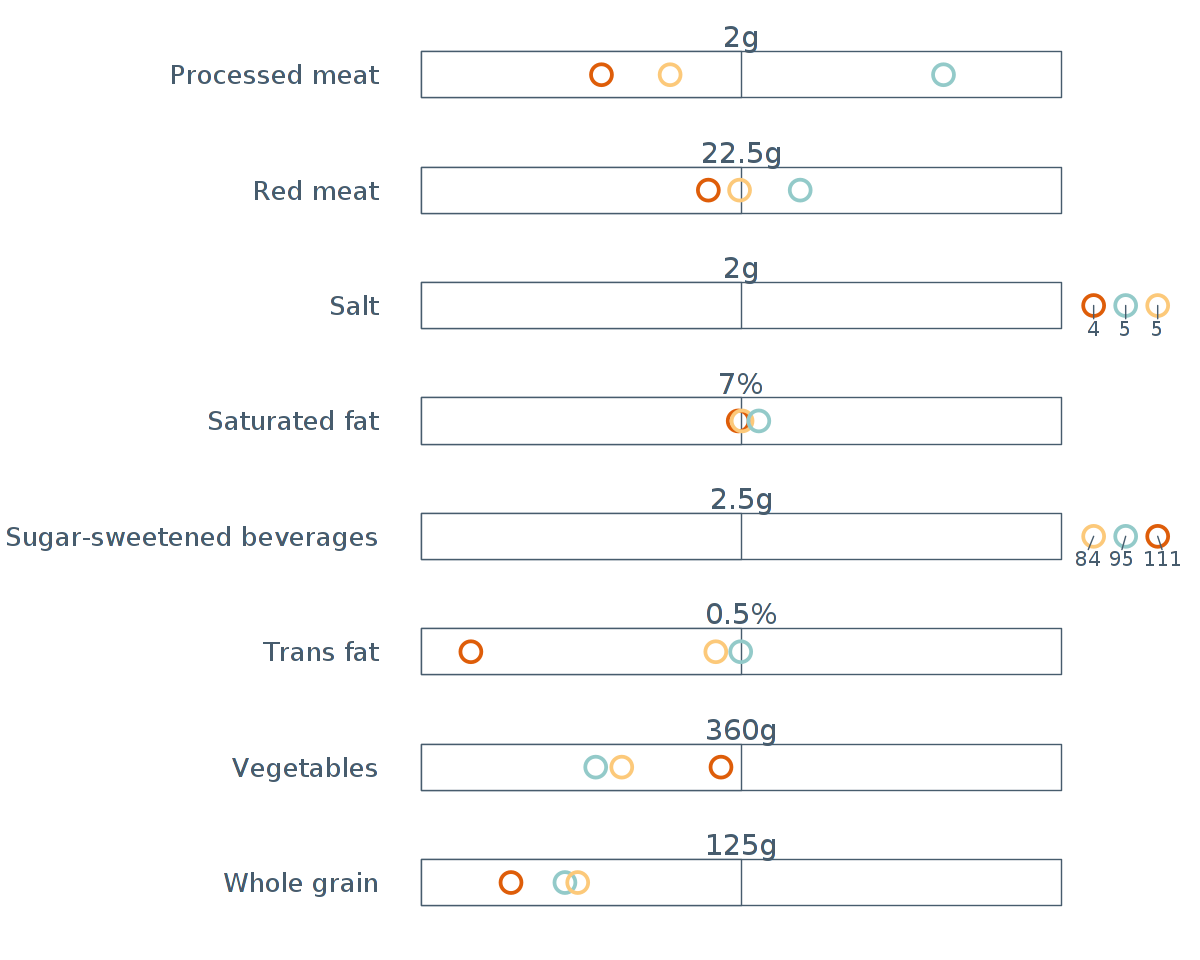 2g
Processed meat
22.5g
Red meat
2g
Salt
4 5 5
7%
Saturated fat
2.5g
Sugar-sweetened beverages
84 95 111
0.5%
Trans fat
360g
Vegetables
125g
Whole grain